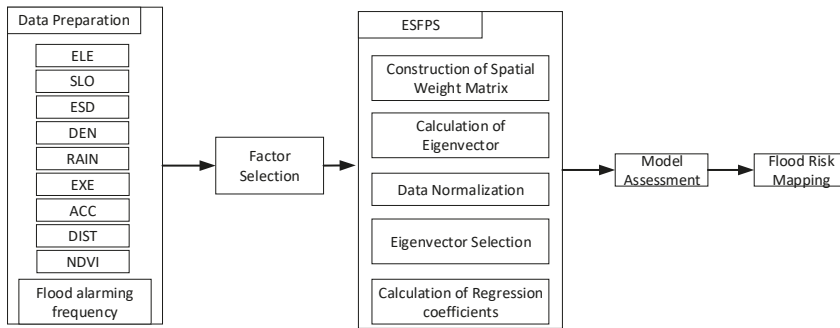 Data Preparation
ELE
SLO
ESD
DEN
RAIN
EXE
ACC
DIST
NDVI
Flood alarming
frequency
Factor
Selection
ESFPS
Construction of Spatial
Weight Matrix
Calculation of
Eigenvector
Data Normalization
Eigenvector Selection
Calculation of Regression
coefficients
Model
Assessment
Flood Risk
Mapping